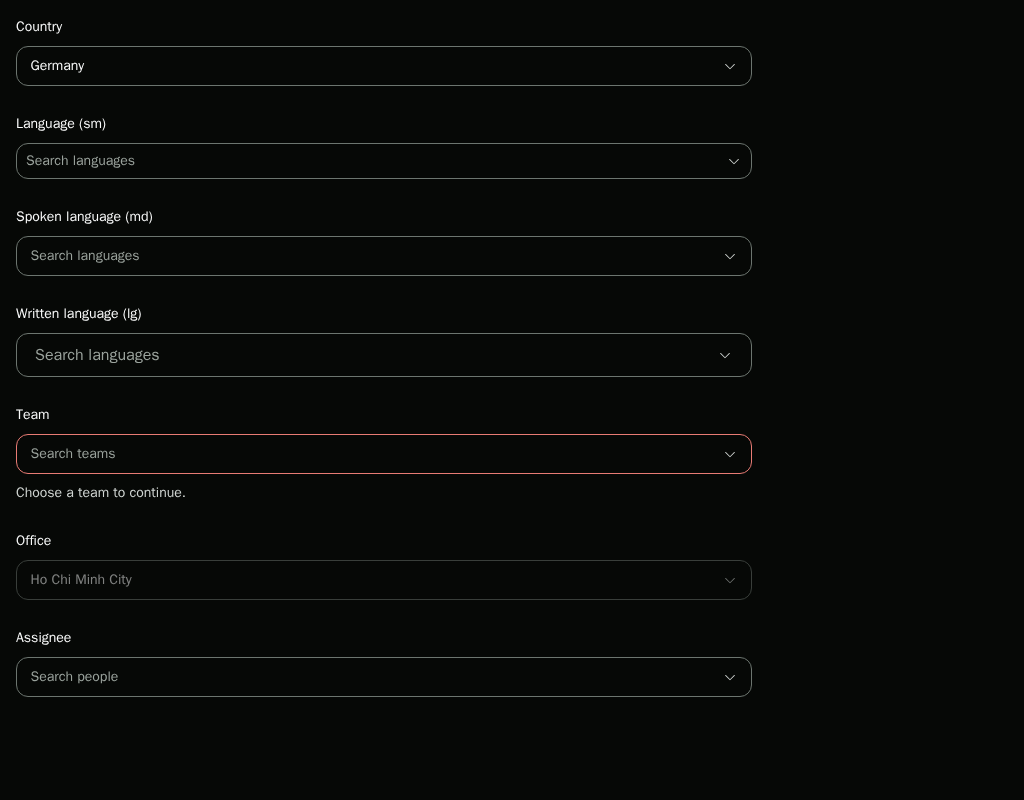 Country
Germany
Language (sm)
Search languages
Spoken language (md)
Search languages
Written language (lg)
Search languages
Team
Search teams
Choose a team to continue.
Office
Ho Chi Minh City
Assignee
Search people